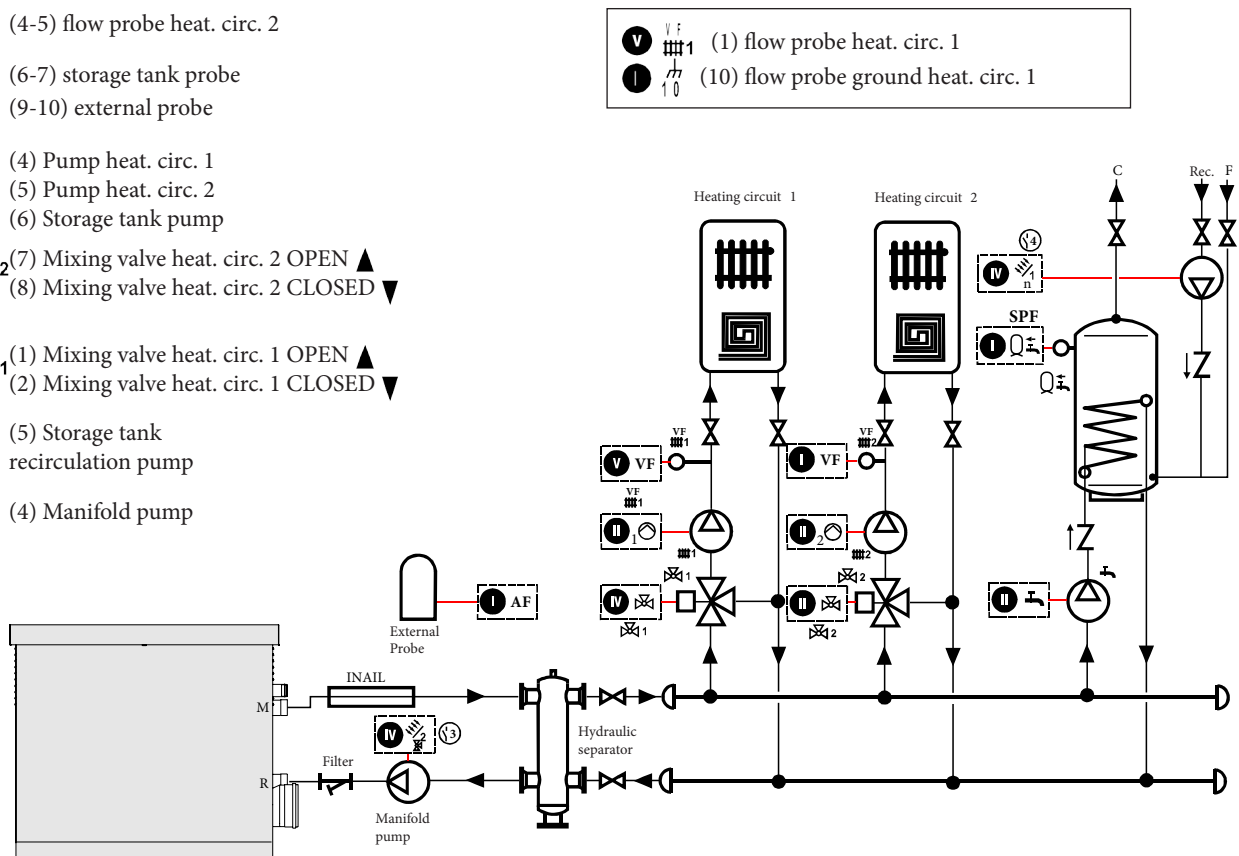 (4-5) flow probe heat. circ. 2
(6-7) storage tank probe
(9-10) external probe
(4) Pump heat. circ. 1
(5) Pump heat. circ. 2
(6) Storage tank pump
2
(7) Mixing valve heat. circ. 2 OPEN ▲
(8) Mixing valve heat. circ. 2 CLOSED ▼
1
(1) Mixing valve heat. circ. 1 OPEN ▲
(2) Mixing valve heat. circ. 1 CLOSED ▼
(5) Storage tank
recirculation pump
(4) Manifold pump
V VF 1 (1) flow probe heat. circ. 1
I 10 (10) flow probe ground heat. circ. 1
C
Rec. F
Heating circuit 1
Heating circuit 2
4
IV 1 n
SPF
I
VF 1
V VF
VF 1
VF 2
I VF
II 1
1
II 2
2
1
IV
1
2
II
2
II
I AF
External
Probe
INAIL
M
IV 2
3
Hydraulic
separator
Filter
R
Manifold
pump